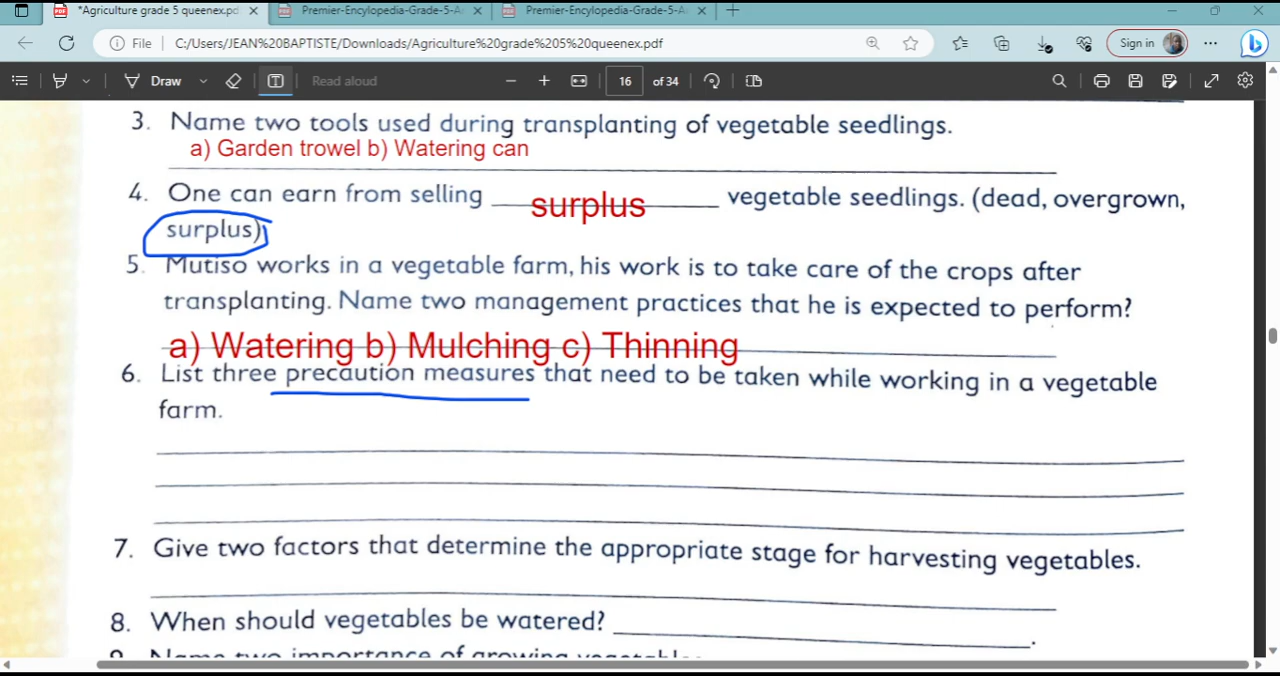 *Agriculture grade 5 queenex.pd
Premier-Encylopedia-Grade-5-A
Premier-Encylopedia-Grade-5-A
File
C:/Users/JEAN%20BAPTISTE/Downloads/Agriculture%20grade%205%20queenex.pdf
Sign in
Draw
Read aloud
16
of 34
3. Name two tools used during transplanting of vegetable seedlings.
a) Garden trowel b) Watering can
4. One can earn from selling surplus vegetable seedlings. (dead, overgrown,
surplus)
5. Mutiso works in a vegetable farm, his work is to take care of the crops after
transplanting. Name two management practices that he is expected to perform?
a) Watering b) Mulching c) Thinning
6. List three precaution measures that need to be taken while working in a vegetable
farm.
7. Give two factors that determine the appropriate stage for harvesting vegetables.
8. When should vegetables be watered?
9. Name two importance of growing